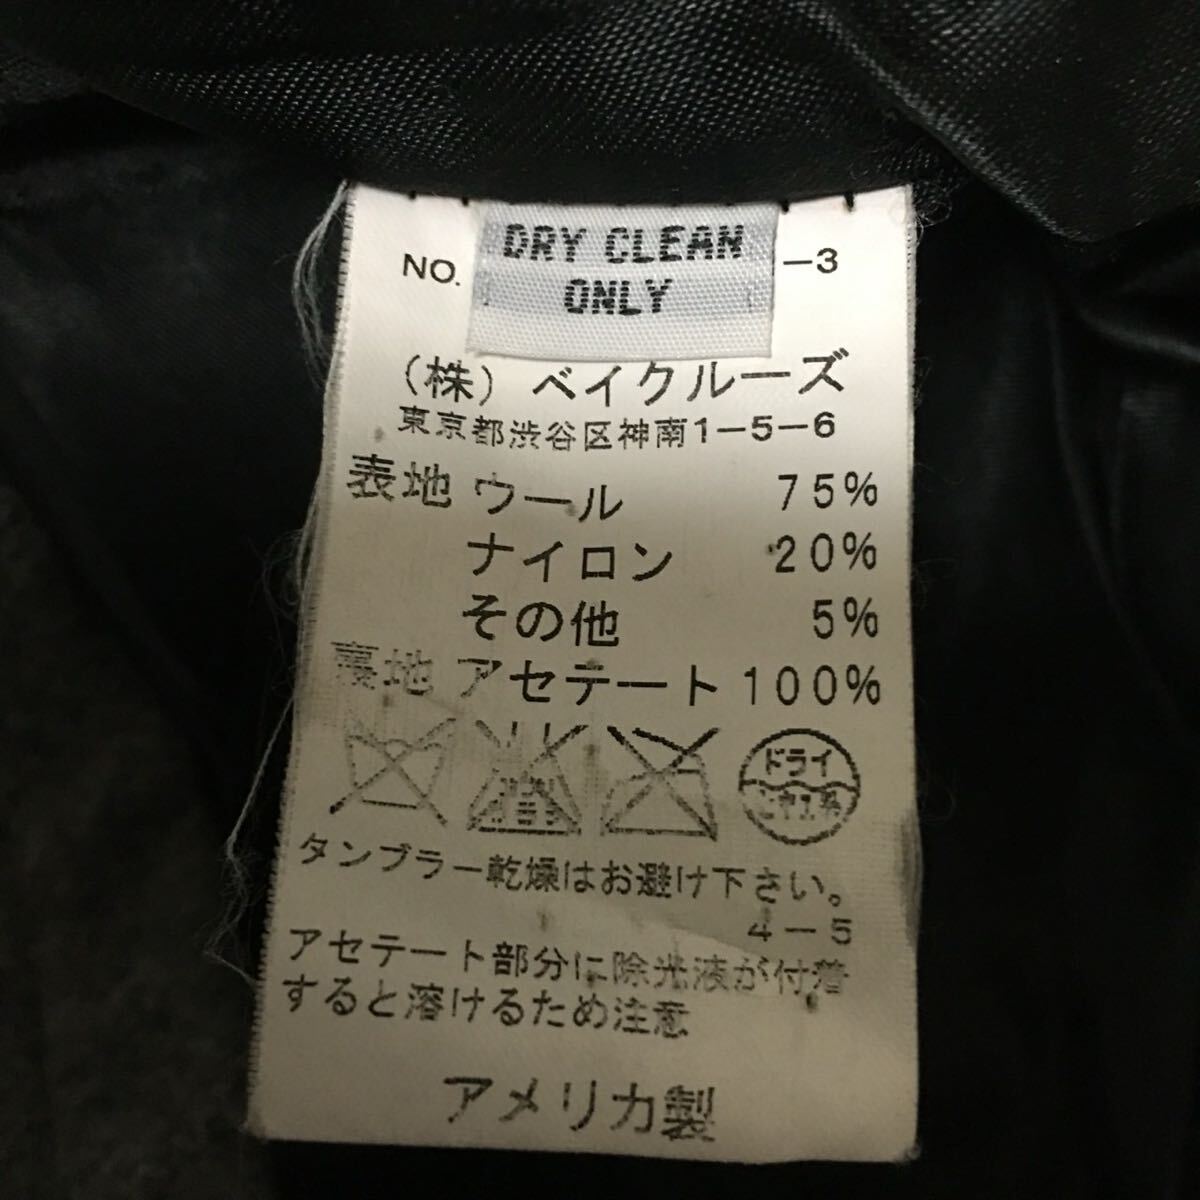 DRY CLEAN
ONLY
NO. -3
(株)ベイクルーズ
東京都渋谷区神南1-5-6
表地 ウール 75%
ナイロン 20%
その他 5%
裏地 アセテート 100%
ドライ
タンブラー乾燥はお避け下さい。
4-5
アセテート部分に除光液が付着
すると溶けるため注意
アメリカ製